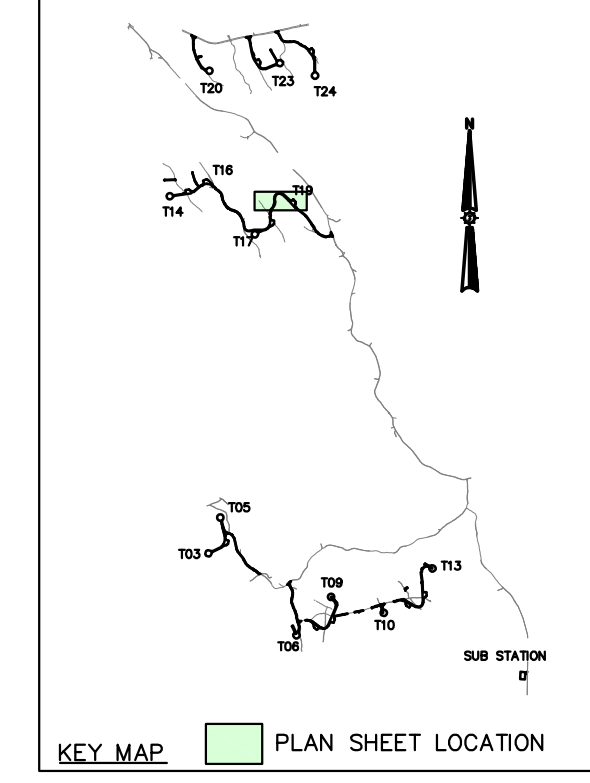 T20
T23
T24
N
T16
T14
T19
T17
T05
T03
T09
T13
T10
T06
SUB STATION
KEY MAP
PLAN SHEET LOCATION